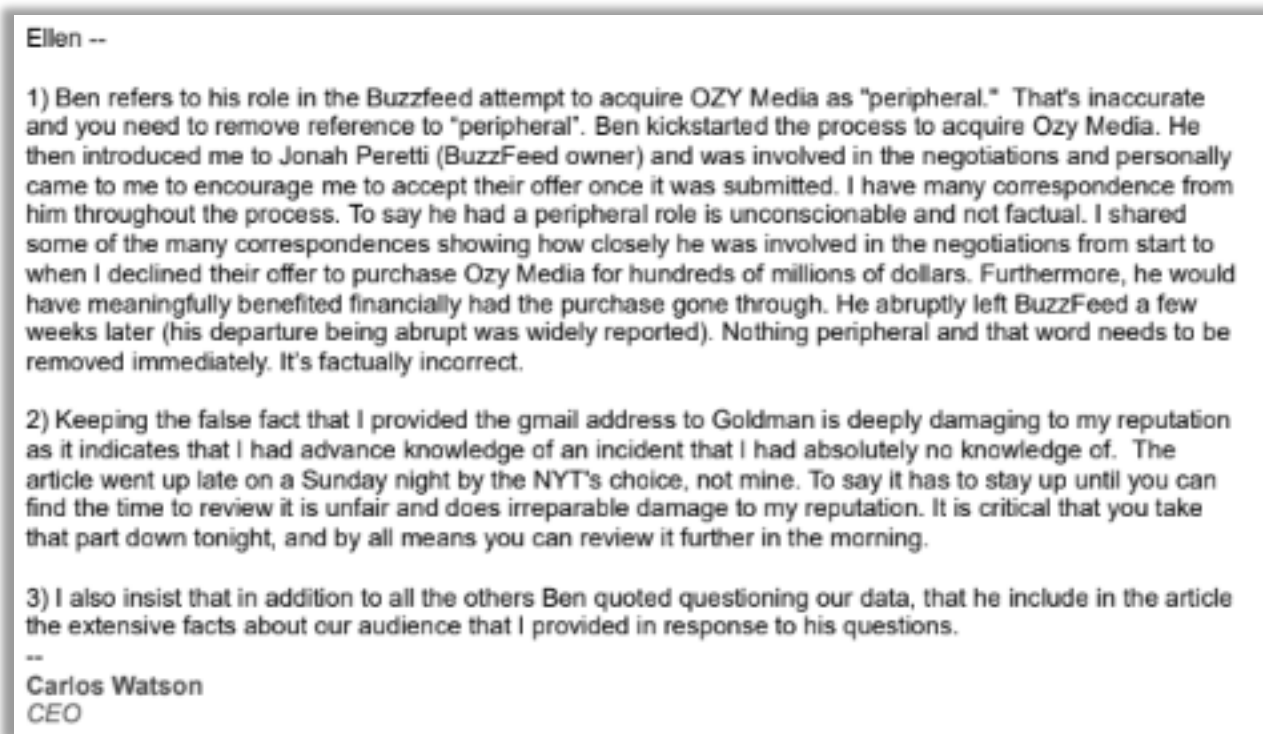 Ellen --
1) Ben refers to his role in the Buzzfeed attempt to acquire OZY Media as "peripheral."  That's inaccurate
and you need to remove reference to "peripheral". Ben kickstarted the process to acquire Ozy Media. He
then introduced me to Jonah Peretti (BuzzFeed owner) and was involved in the negotiations and personally
came to me to encourage me to accept their offer once it was submitted. I have many correspondence from
him throughout the process. To say he had a peripheral role is unconscionable and not factual. I shared
some of the many correspondences showing how closely he was involved in the negotiations from start to
when I declined their offer to purchase Ozy Media for hundreds of millions of dollars. Furthermore, he would
have meaningfully benefited financially had the purchase gone through. He abruptly left BuzzFeed a few
weeks later (his departure being abrupt was widely reported). Nothing peripheral and that word needs to be
removed immediately. It's factually incorrect.
2) Keeping the false fact that I provided the gmail address to Goldman is deeply damaging to my reputation
as it indicates that I had advance knowledge of an incident that I had absolutely no knowledge of.  The
article went up late on a Sunday night by the NYT's choice, not mine. To say it has to stay up until you can
find the time to review it is unfair and does irreparable damage to my reputation. It is critical that you take
that part down tonight, and by all means you can review it further in the morning.
3) I also insist that in addition to all the others Ben quoted questioning our data, that he include in the article
the extensive facts about our audience that I provided in response to his questions.
--
Carlos Watson
CEO